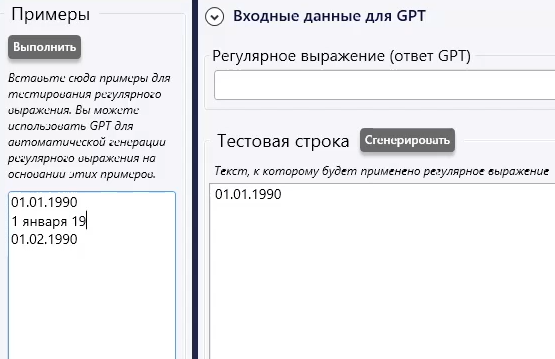 Примеры
Выполнить
Вставьте сюда примеры для
тестирования регулярного
выражения. Вы можете
использовать GPT для
автоматической генерации
регулярного выражения на
основании этих примеров.
01.01.1990
1 января 19
01.02.1990
Входные данные для GPT
Регулярное выражение (ответ GPT)
Тестовая строка
Сгенерировать
Текст, к которому будет применено регулярное выражение
01.01.1990